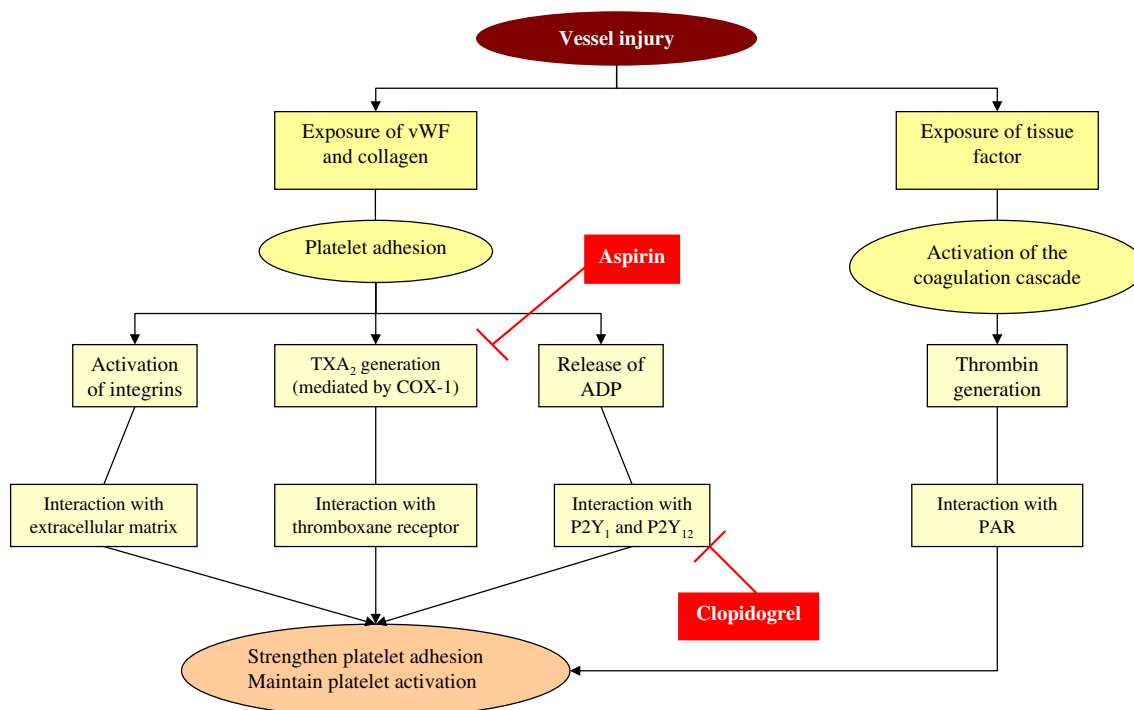 Vessel injury
Exposure of vWF
and collagen
Exposure of tissue
factor
Platelet adhesion
Aspirin
Activation of the
coagulation cascade
Activation
of integrins
TXA₂ generation
(mediated by COX-1)
Release of
ADP
Thrombin
generation
Interaction with
extracellular matrix
Interaction with
thromboxane receptor
Interaction with
P2Y₁ and P2Y₁₂
Interaction with
PAR
Clopidogrel
Strengthen platelet adhesion
Maintain platelet activation